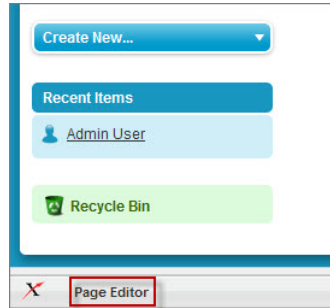 Create New...
Recent Items
Admin User
Recycle Bin
Page Editor